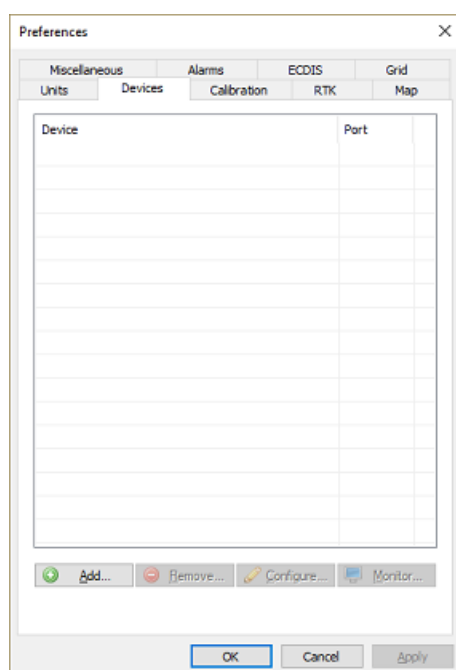 Preferences
Miscellaneous Alarms ECDIS Grid
Units Devices Calibration RTK Map
Device Port
Add... Remove... Configure... Monitor...
OK Cancel Apply